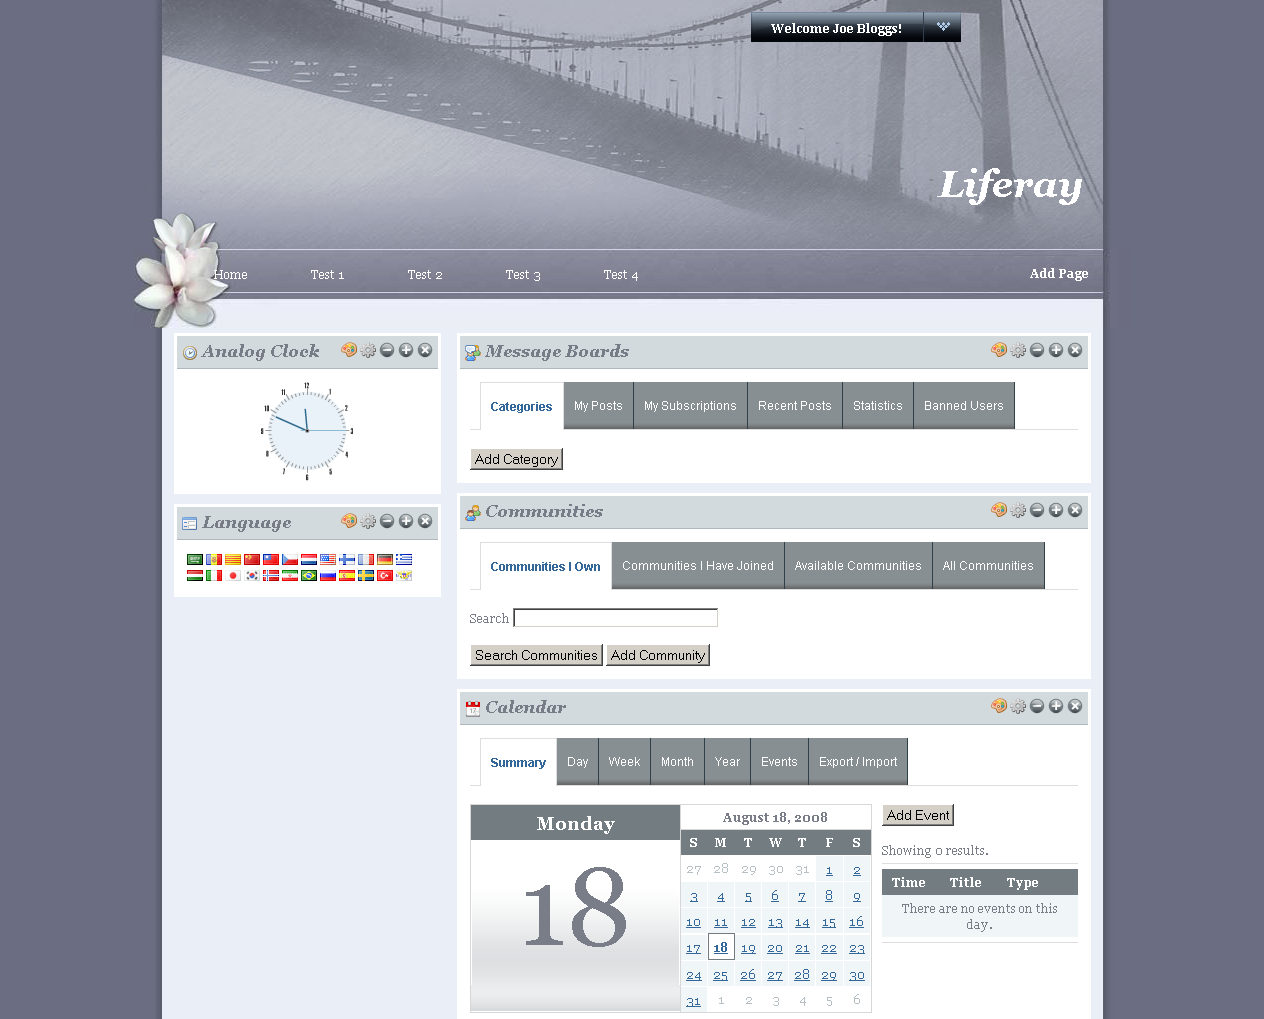 Welcome Joe Bloggs!
Liferay
Home Test 1 Test 2 Test 3 Test 4 Add Page
Analog Clock
12 1 2 3 4 5 6 7 8 9 10 11
Language
Message Boards
Categories My Posts My Subscriptions Recent Posts Statistics Banned Users
Add Category
Communities
Communities I Own Communities I Have Joined Available Communities All Communities
Search
Search Communities Add Community
Calendar
Summary Day Week Month Year Events Export / Import
Monday
18
August 18, 2008
S M T W T F S
27 28 29 30 31 1 2
3 4 5 6 7 8 9
10 11 12 13 14 15 16
17 18 19 20 21 22 23
24 25 26 27 28 29 30
31 1 2 3 4 5 6
Add Event
Showing 0 results.
Time Title Type
There are no events on this
day.